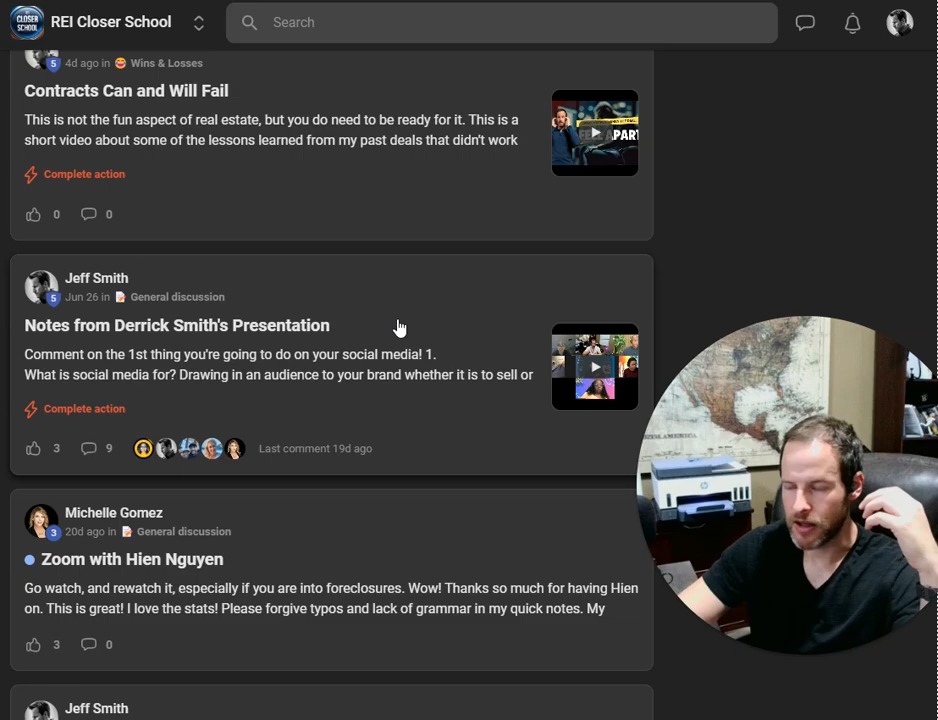 CLOSER
SCHOOL
REI Closer School
Search
5
4d ago in Wins & Losses
Contracts Can and Will Fail
This is not the fun aspect of real estate, but you do need to be ready for it. This is a
short video about some of the lessons learned from my past deals that didn't work
Complete action
0 0
Jeff Smith
5
Jun 26 in General discussion
Notes from Derrick Smith's Presentation
Comment on the 1st thing you're going to do on your social media! 1.
What is social media for? Drawing in an audience to your brand whether it is to sell or
Complete action
3 9 Last comment 19d ago
Michelle Gomez
3
20d ago in General discussion
Zoom with Hien Nguyen
Go watch, and rewatch it, especially if you are into foreclosures. Wow! Thanks so much for having Hien
on. This is great! I love the stats! Please forgive typos and lack of grammar in my quick notes. My
3 0
Jeff Smith